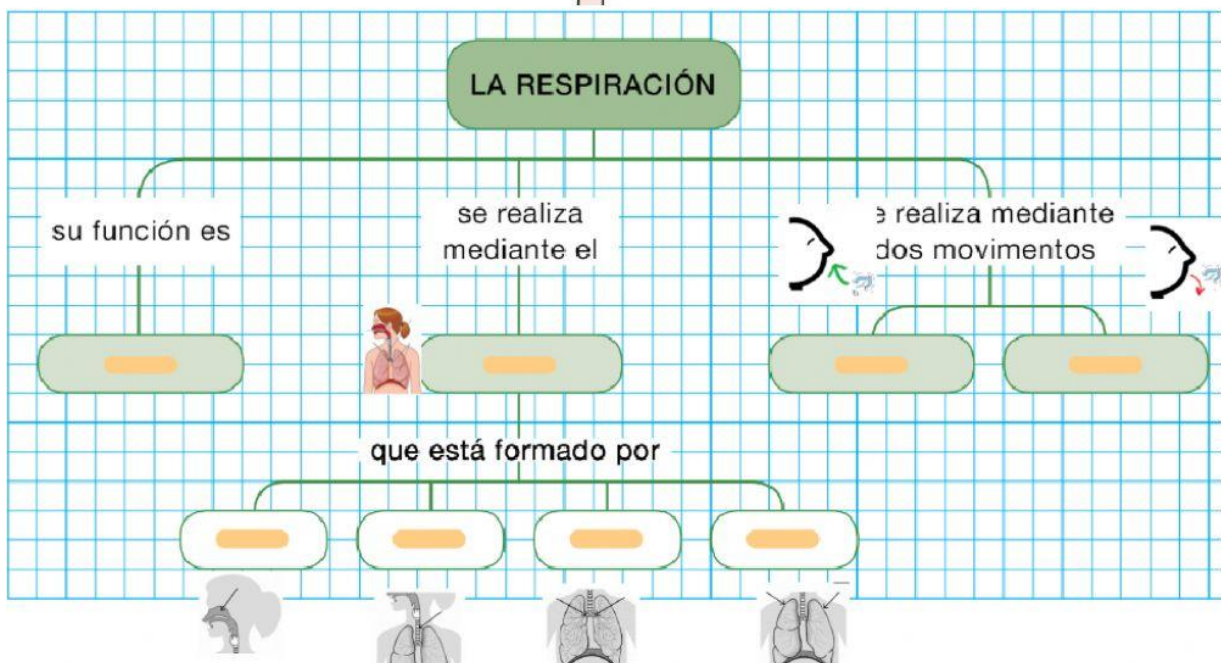 LA RESPIRACIÓN
su función es
se realiza
mediante el
e realiza mediante
dos movimentos
que está formado por